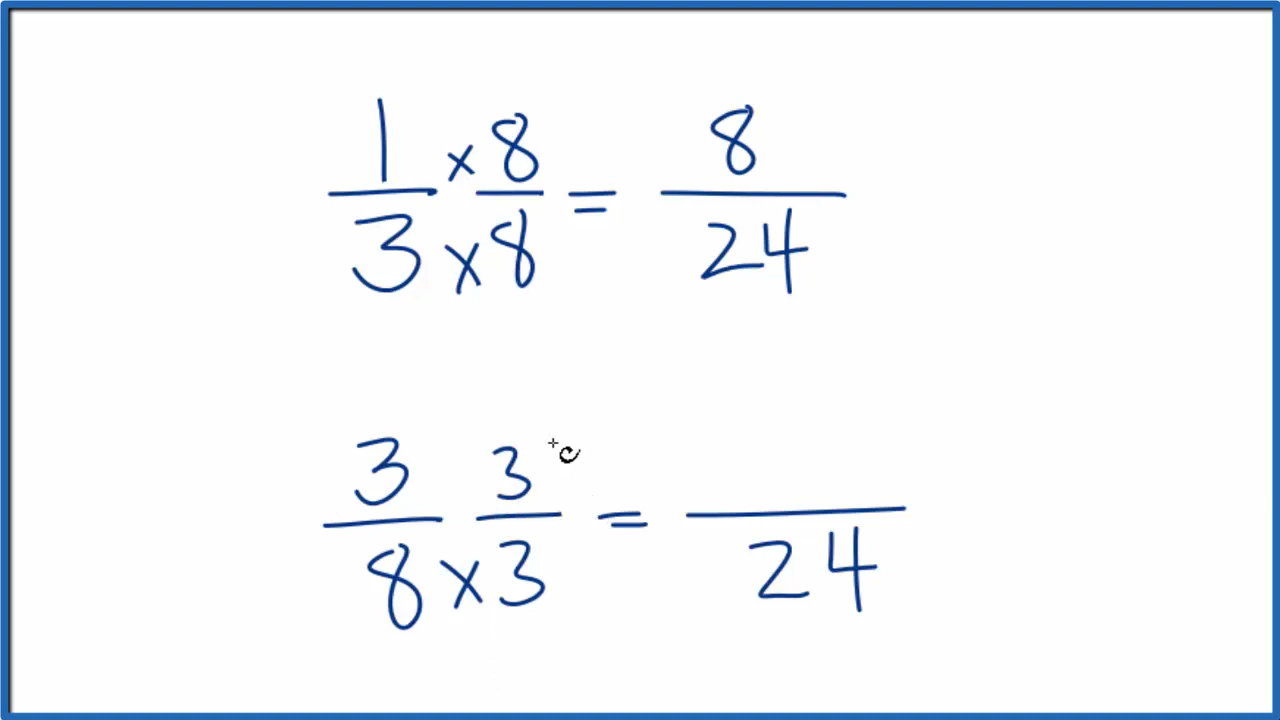 1 × 8 = 8
3 × 8 24
3 3 =
8 × 3 24